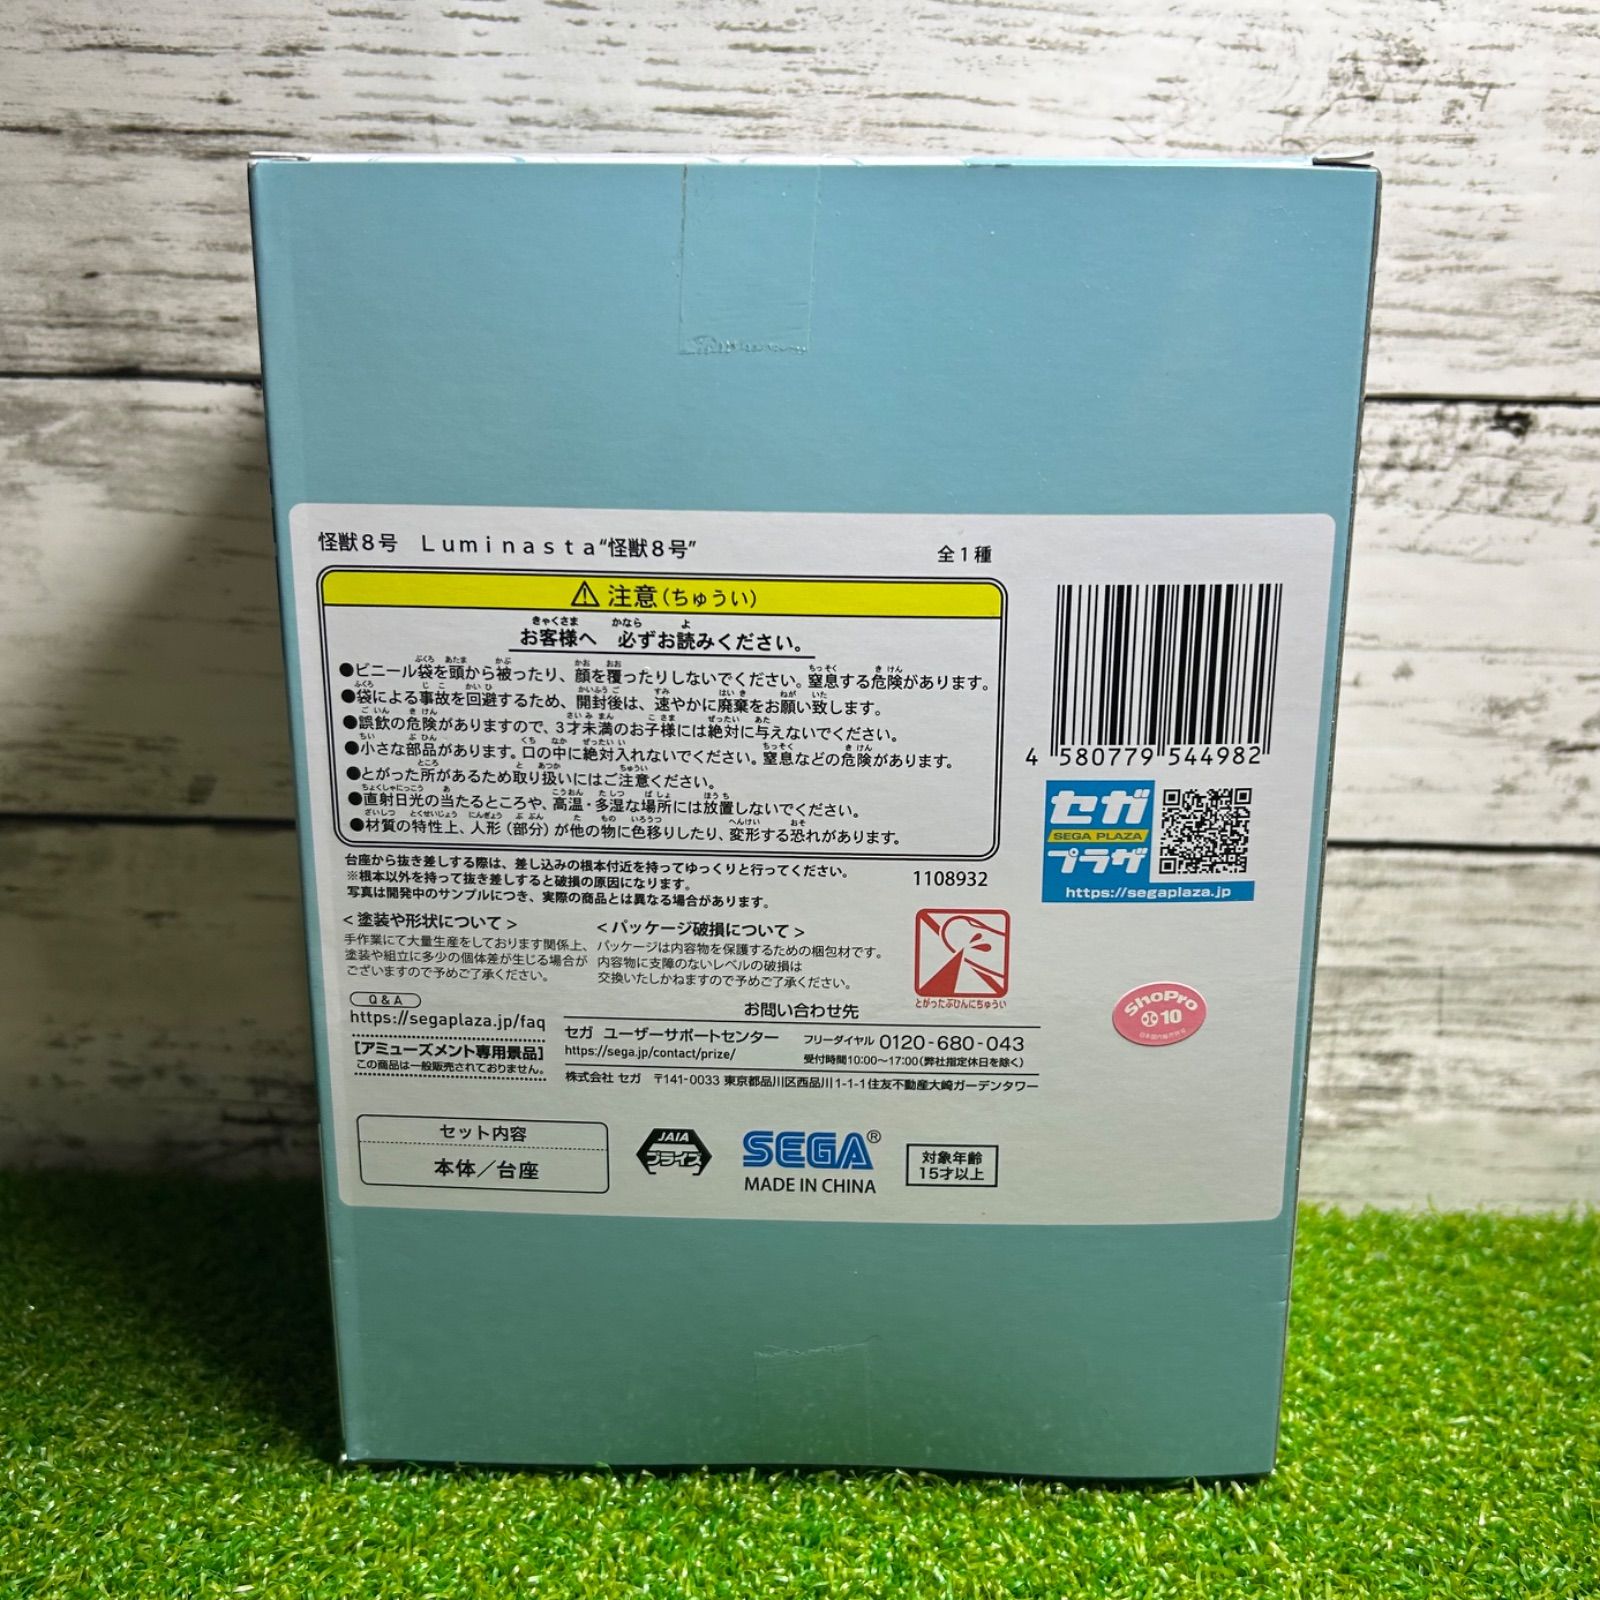 怪獣8号 Luminasta“怪獣8号”
全1種
注意(ちゅうい)
お客様へ 必ずお読みください。
●ビニール袋を頭から被ったり、顔を覆ったりしないでください。窒息する危険があります。
●袋による事故を回避するため、開封後は、速やかに廃棄をお願い致します。
●誤飲の危険がありますので、3才未満のお子様には絶対に与えないでください。
●小さな部品があります。口の中に絶対入れないでください。窒息などの危険があります。
●とがった所があるため取り扱いにはご注意ください。
●直射日光の当たるところや、高温・多湿な場所には放置しないでください。
●材質の特性上、人形(部分)が他の物に色移りしたり、変形する恐れがあります。
台座から抜き差しする際は、差し込みの根本付近を持ってゆっくりと行ってください。
※根本以外を持って抜き差しすると破損の原因になります。
写真は開発中のサンプルにつき、実際の商品とは異なる場合があります。
1108932
4 580779 544982
セガ
SEGA PLAZA
プラザ
https://segaplaza.jp
<塗装や形状について>
手作業にて大量生産をしております関係上、
塗装や組立に多少の個体差が生じる場合が
ございますので予めご了承ください。
<パッケージ破損について>
パッケージは内容物を保護するための梱包材です。
内容物に支障のないレベルの破損は
交換いたしかねますので予めご了承ください。
とがったぶひんにちゅうい
ShoPro
10
Q&A
https://segaplaza.jp/faq
[アミューズメント専用景品]
この商品は一般販売されておりません。
お問い合わせ先
セガ ユーザーサポートセンター フリーダイヤル 0120-680-043
https://sega.jp/contact/prize/ 受付時間10:00〜17:00(弊社指定休日を除く)
株式会社 セガ 〒141-0033 東京都品川区西品川1-1-1住友不動産大崎ガーデンタワー
セット内容
本体/台座
JAIA
プライズ
SEGA®
MADE IN CHINA
対象年齢
15才以上